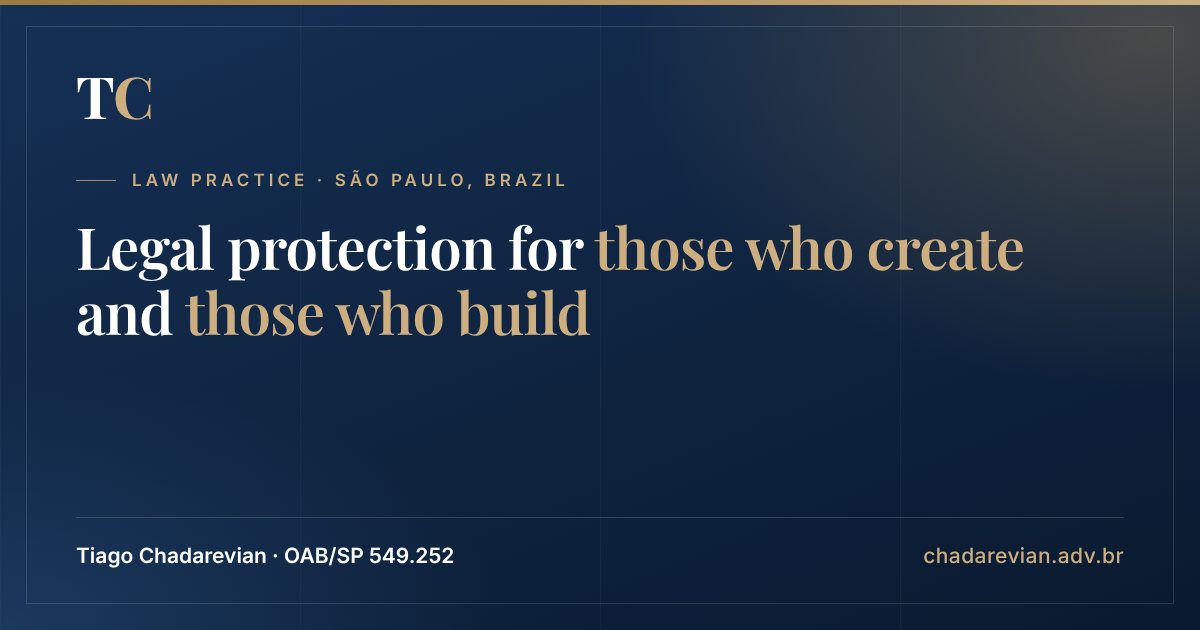 TC
LAW PRACTICE · SÃO PAULO, BRAZIL
Legal protection for those who create
and those who build
Tiago Chadarevian · OAB/SP 549.252
chadarevian.adv.br